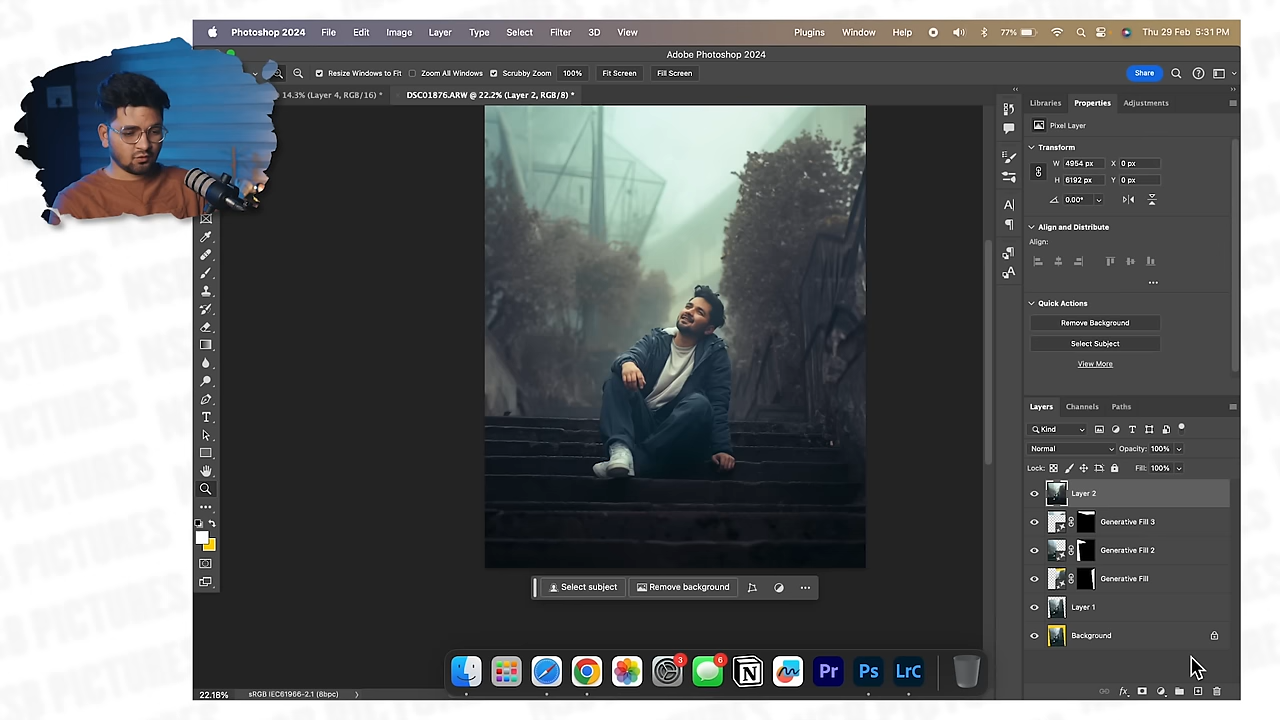 Photoshop 2024 File Edit Image Layer Type Select Filter 3D View Plugins Window Help 77% Thu 29 Feb 5:31 PM
Adobe Photoshop 2024
Resize Windows to Fit All Windows Scrubby Zoom 100% Fit Screen Fill Screen Share
14.3% (Layer 4, RGB/16) * DSC01876.ARW @ 22.2% (Layer 2, RGB/8) *
Libraries Properties Adjustments
Pixel Layer
Transform
W 4954 px X 0 px
H 6192 px Y 0 px
0.00°
Align and Distribute
Align:
Quick Actions
Remove Background
Select Subject
View More
Layers Channels Paths
Kind
Normal Opacity: 100%
Lock: Fill: 100%
Layer 2
Generative Fill 3
Generative Fill 2
Generative Fill
Layer 1
Background
Select subject Remove background
3 6
Pr Ps LrC
22.18% sRGB IEC61966-2.1 (8bpc)
fx